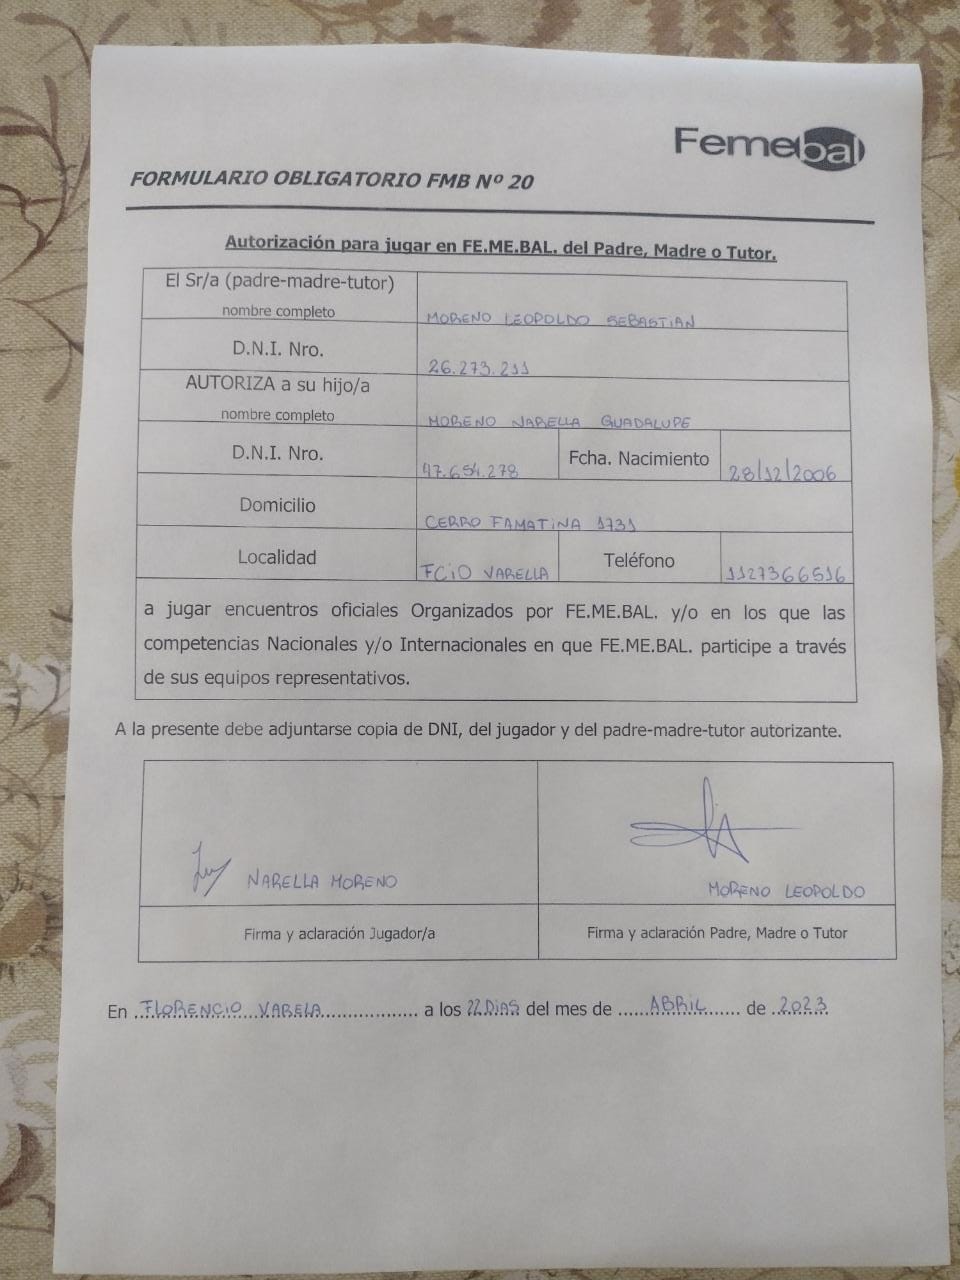 Femebal
FORMULARIO OBLIGATORIO FMB Nº 20
Autorización para jugar en FE.ME.BAL. del Padre, Madre o Tutor.
El Sr/a (padre-madre-tutor)
nombre completo
MORENO LEOPOLDO SEBASTIAN
D.N.I. Nro.
26.273.211
AUTORIZA a su hijo/a
nombre completo
MORENO NARELLA GUADALUPE
D.N.I. Nro.
47.654.278
Fcha. Nacimiento
28/12/2006
Domicilio
CERRO FAMATINA 1731
Localidad
FCIO VARELLA
Teléfono
1127366516
a jugar encuentros oficiales Organizados por FE.ME.BAL. y/o en los que las
competencias Nacionales y/o Internacionales en que FE.ME.BAL. participe a través
de sus equipos representativos.
A la presente debe adjuntarse copia de DNI, del jugador y del padre-madre-tutor autorizante.
NARELLA MORENO
MORENO LEOPOLDO
Firma y aclaración Jugador/a
Firma y aclaración Padre, Madre o Tutor
En FLORENCIO VARELA a los 22 DIAS del mes de ABRIL de 2023